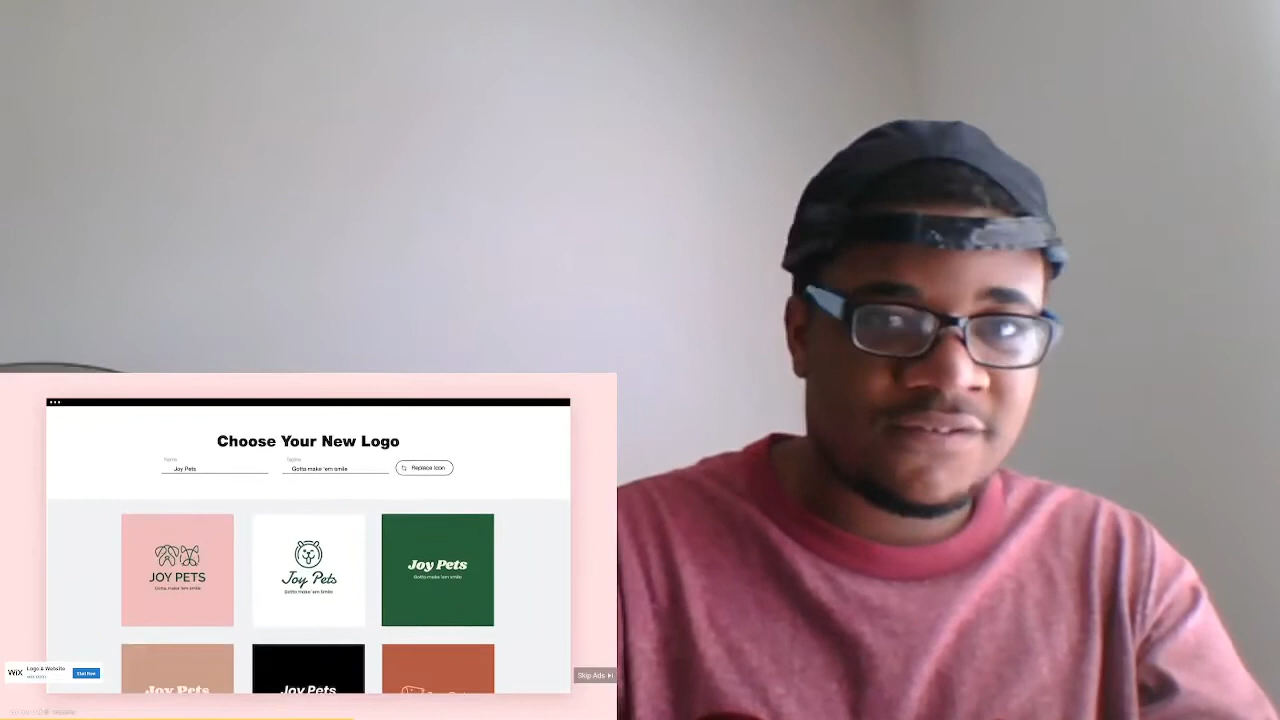 Choose Your New Logo
Name
Joy Pets
Tagline
Gotta make 'em smile
Replace Icon
JOY PETS
Gotta make 'em smile
Joy Pets
Gotta make 'em smile
Joy Pets
Gotta make 'em smile
Joy Pets
Joy Pets
WIX
Logo & Website
Start Now
Skip Ads